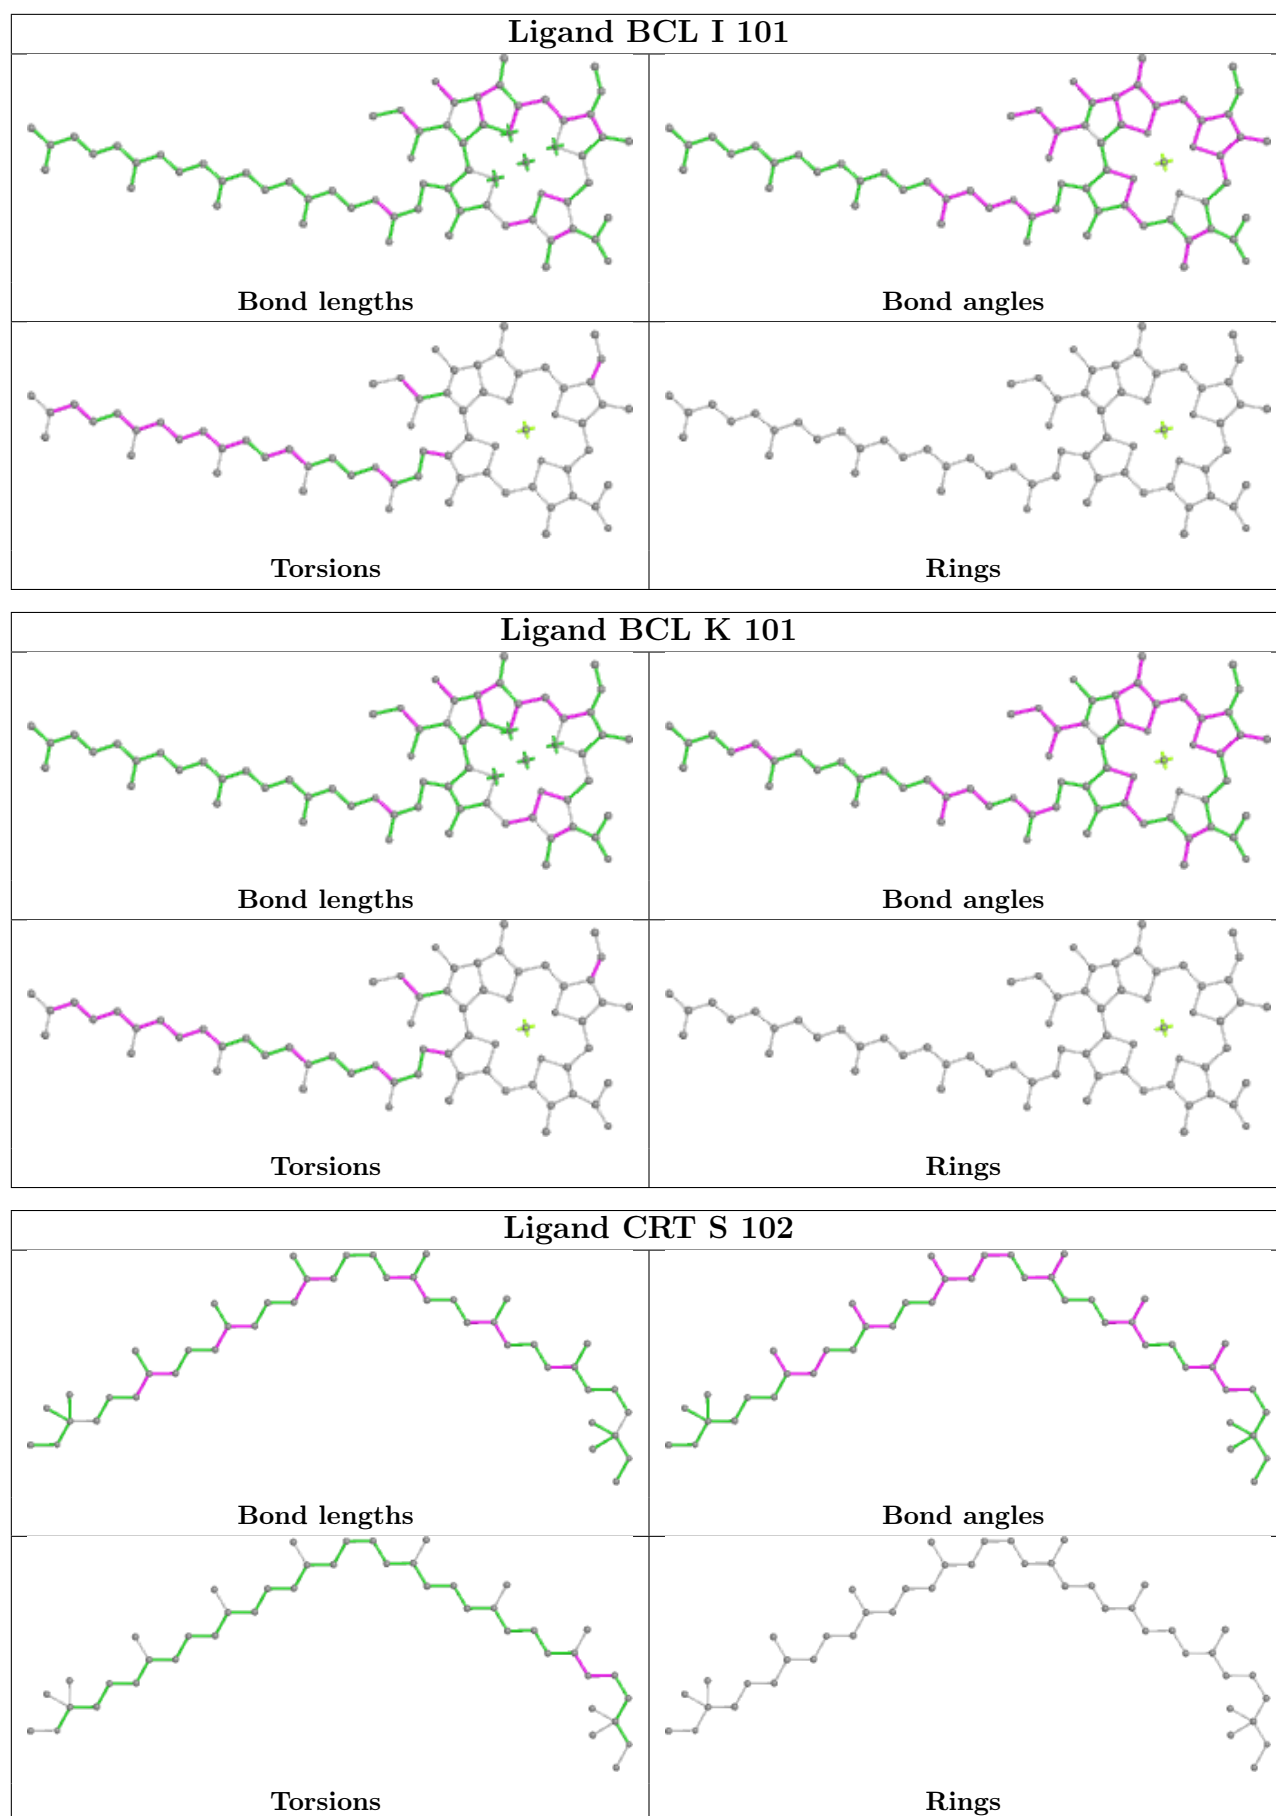 Ligand BCL I 101
Bond lengths
Bond angles
Torsions
Rings
Ligand BCL K 101
Bond lengths
Bond angles
Torsions
Rings
Ligand CRT S 102
Bond lengths
Bond angles
Torsions
Rings